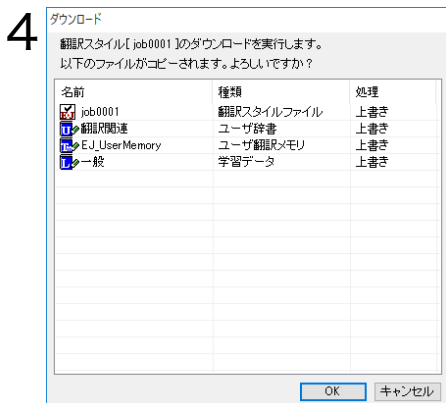 4
ダウンロード
翻訳スタイル[ job0001 ]のダウンロードを実行します。
以下のファイルがコピーされます。よろしいですか？
名前 種類 処理
job0001 翻訳スタイルファイル 上書き
翻訳関連 ユーザ辞書 上書き
EJ_UserMemory ユーザ翻訳メモリ 上書き
一般 学習データ 上書き
OK キャンセル